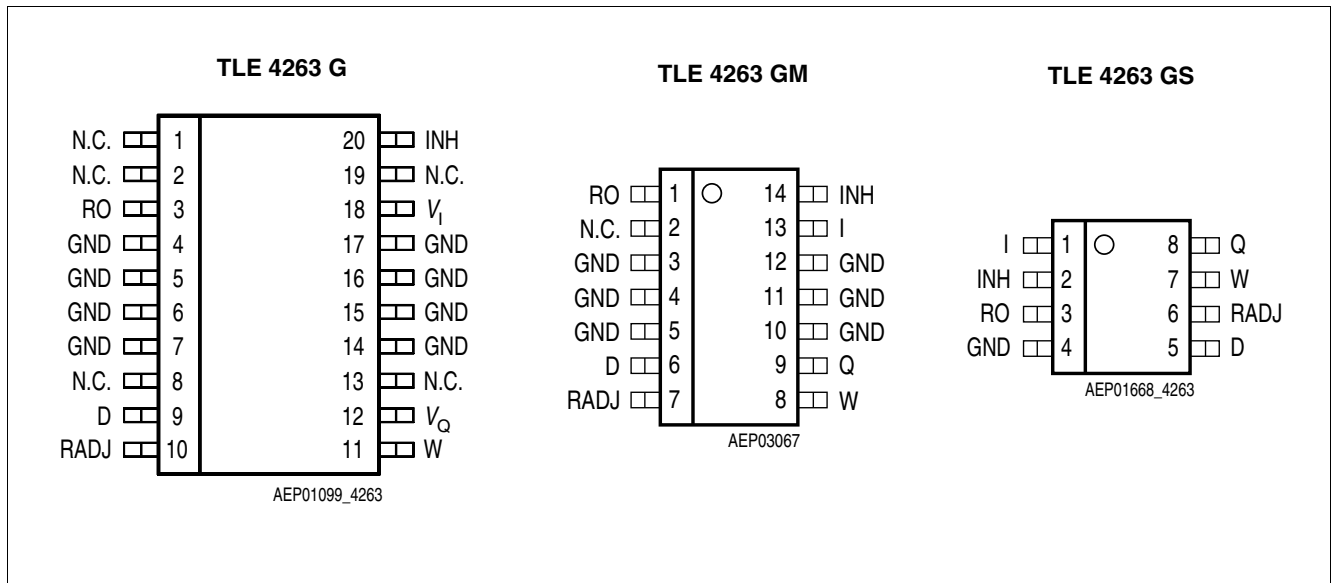 TLE 4263 G
N.C. 1 20 INH
N.C. 2 19 N.C.
RO 3 18 VI
GND 4 17 GND
GND 5 16 GND
GND 6 15 GND
GND 7 14 GND
N.C. 8 13 N.C.
D 9 12 VQ
RADJ 10 11 W
AEP01099_4263
TLE 4263 GM
RO 1 14 INH
N.C. 2 13 I
GND 3 12 GND
GND 4 11 GND
GND 5 10 GND
D 6 9 Q
RADJ 7 8 W
AEP03067
TLE 4263 GS
I 1 8 Q
INH 2 7 W
RO 3 6 RADJ
GND 4 5 D
AEP01668_4263